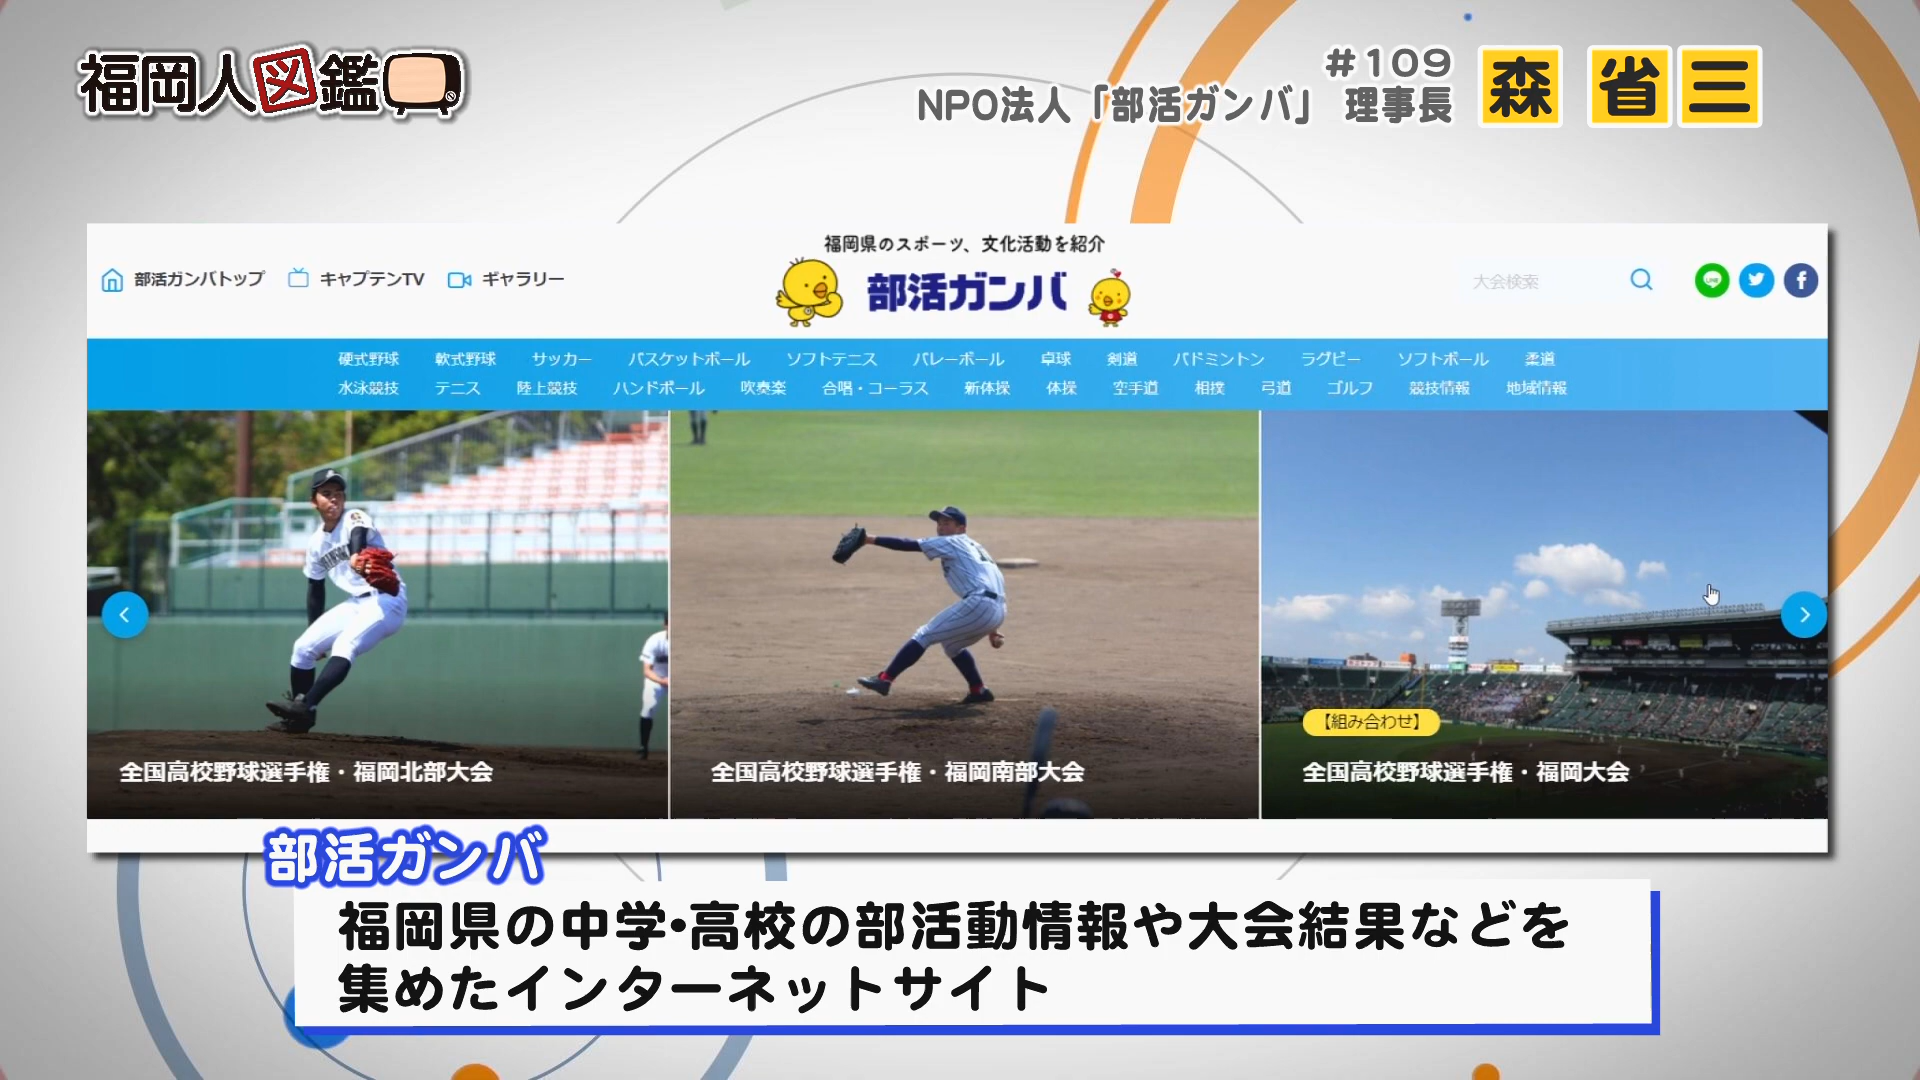 福岡人図鑑
#109
NPO法人「部活ガンバ」 理事長
森 省三
福岡県のスポーツ、文化活動を紹介
部活ガンバトップ キャプテンTV ギャラリー
部活ガンバ
大会検索
硬式野球 軟式野球 サッカー バスケットボール ソフトテニス バレーボール 卓球 剣道 バドミントン ラグビー ソフトボール 柔道
水泳競技 テニス 陸上競技 ハンドボール 吹奏楽 合唱・コーラス 新体操 体操 空手道 相撲 弓道 ゴルフ 競技情報 地域情報
全国高校野球選手権・福岡北部大会
全国高校野球選手権・福岡南部大会
【組み合わせ】
全国高校野球選手権・福岡大会
部活ガンバ
福岡県の中学・高校の部活動情報や大会結果などを
集めたインターネットサイト